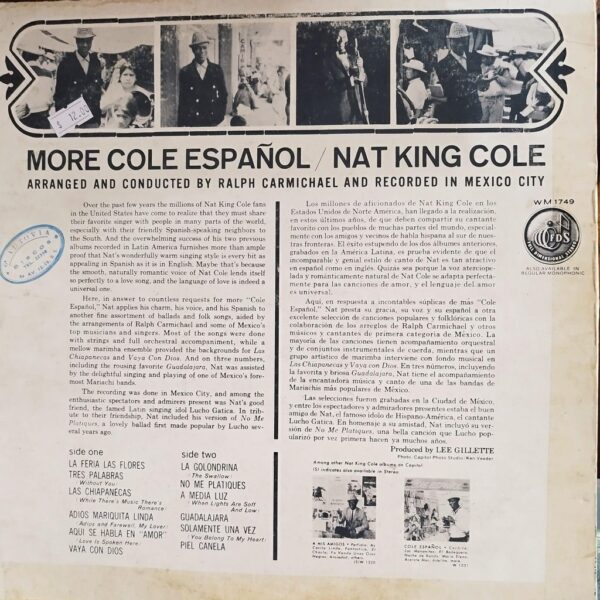 $ 12.00
MORE COLE ESPAÑOL / NAT KING COLE
ARRANGED AND CONDUCTED BY RALPH CARMICHAEL AND RECORDED IN MEXICO CITY
WM 1749
FDS
ALSO AVAILABLE IN
REGULAR MONOPHONIC
Over the past few years the millions of Nat King Cole fans
in the United States have come to realize that they must share
their favorite singer with people in many parts of the world,
especially with their friendly Spanish-speaking neighbors to
the South. And the overwhelming success of his two previous
albums recorded in Latin America furnishes more than ample
proof that Nat's wonderfully warm singing style is every bit as
appealing in Spanish as it is in English. Maybe that's because
the smooth, naturally romantic voice of Nat Cole lends itself
so perfectly to a love song, and the language of love is indeed a
universal one.
Here, in answer to countless requests for more "Cole
Español," Nat applies his charm, his voice, and his Spanish to
another fine assortment of ballads and folk songs, aided by
the arrangements of Ralph Carmichael and some of Mexico's
top musicians and singers. Most of the songs were done
with strings and full orchestral accompaniment, while a
mellow marimba ensemble provided the backgrounds for Las
Chiapanecas and Vaya Con Dios. And on three numbers,
including the rousing favorite Guadalajara, Nat was assisted
by the delightful singing and playing of one of Mexico's fore-
most Mariachi bands.
The recording was done in Mexico City, and among the
enthusiastic spectators and admirers present was Nat's good
friend, the famed Latin singing idol Lucho Gatica. In trib-
ute to their friendship, Nat included his version of No Me
Platiques, a lovely ballad first made popular by Lucho sev-
eral years ago.
Los millones de aficionados de Nat King Cole en los
Estados Unidos de Norte América, han llegado a la realización,
en estos últimos años, de que deben compartir su cantante
favorito con los pueblos de muchas partes del mundo, especial-
mente con los amigos y vecinos de habla hispana al sur de nues-
tras fronteras. El éxito estupendo de los dos álbumes anteriores,
grabados en la América Latina, es prueba evidente de que el
incomparable y genial estilo de canto de Nat es tan atractivo
en español como en inglés. Quizás sea porque la voz aterciope-
lada y románticamente natural de Nat Cole se adapta perfecta-
mente para las canciones de amor, y el lenguaje del amor
es universal.
Aquí, en respuesta a incontables súplicas de más "Cole
Español," Nat presta su gracia, su voz y su español a otra
excelente selección de canciones populares y folklóricas con la
colaboración de los arreglos de Ralph Carmichael y otros
músicos y cantantes de primera categoría de México. La
mayoría de las canciones tienen acompañamiento orquestral
y de conjuntos instrumentales de cuerda, mientras que un
grupo artístico de marimba interviene con fondo musical en
Las Chiapanecas y Vaya con Dios. En tres números, incluyendo
la favorita y briosa Guadalajara, Nat tiene el acompañamiento
de la encantadora música y canto de una de las bandas de
Mariachis más populares de México.
Las selecciones fueron grabadas en la Ciudad de México,
y entre los espectadores y admiradores presentes estaba el buen
amigo de Nat, el famoso ídolo de Hispano-América, el cantante
Lucho Gatica. En homenaje a su amistad, Nat incluyó su ver-
sión de No Me Platiques, una bella canción que Lucho pop-
ularizó por vez primera hacen ya muchos años.
Produced by LEE GILLETTE
Photo: Capitol Photo Studio/Ken Veeder
side one
LA FERIA LAS FLORES
TRES PALABRAS
(Without You)
LAS CHIAPANECAS
(While There's Music There's
Romance)
ADIOS MARIQUITA LINDA
(Adios and Farewell, My Lover)
AQUI SE HABLA EN "AMOR"
(Love Is Spoken Here)
VAYA CON DIOS
side two
LA GOLONDRINA
(The Swallow)
NO ME PLATIQUES
A MEDIA LUZ
(When Lights Are Soft
And Low)
GUADALAJARA
SOLAMENTE UNA VEZ
(You Belong To My Heart)
PIEL CANELA
Among other Nat King Cole albums on Capitol
(S) indicates also available in Stereo.
A MIS AMIGOS
COLE ESPAÑOL